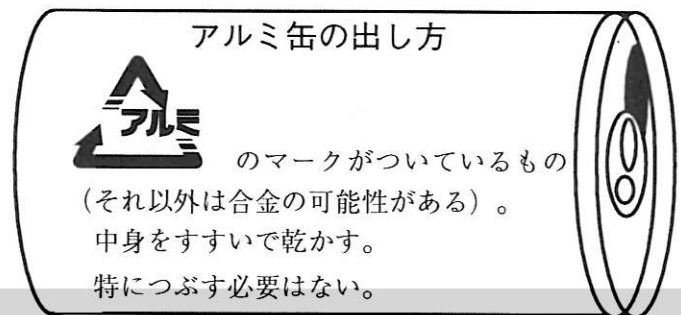 アルミ缶の出し方
アルミ
のマークがついているもの
(それ以外は合金の可能性がある)。
中身をすすいで乾かす。
特につぶす必要はない。